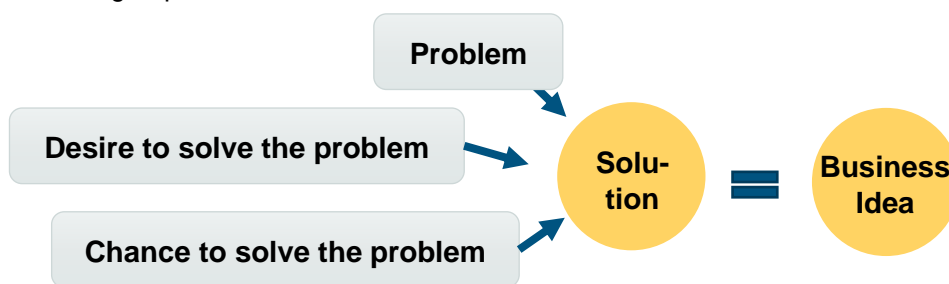 Problem
Desire to solve the problem
Solu-
tion
Business
Idea
Chance to solve the problem